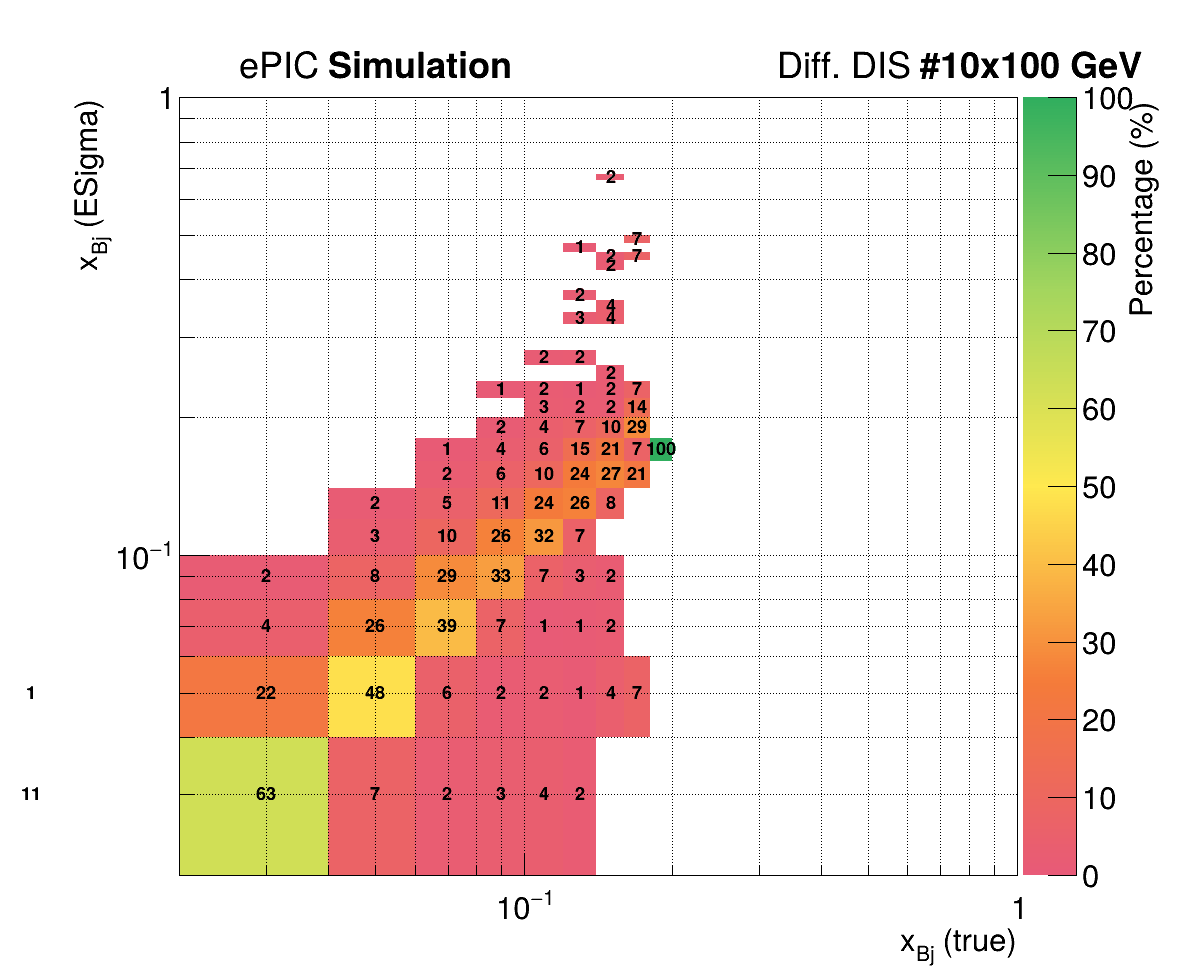 ePIC Simulation Diff. DIS #10x100 GeV
1 100
x_Bj (ESigma) Percentage (%)
2 90
7
1
2 7 80
2
2
4
3 4 70
2 2
2
1 2 1 2 7
3 2 2 14 60
2 4 7 10 29
1 4 6 15 21 7 100
2 6 10 24 27 21
50
2 5 11 24 26 8
3 10 26 32 7
10^−1
2 8 29 33 7 3 2 40
4 26 39 7 1 1 2
30
1 22 48 6 2 2 1 4 7
20
11 63 7 2 3 4 2 10
0
10^−1 1
x_Bj (true)